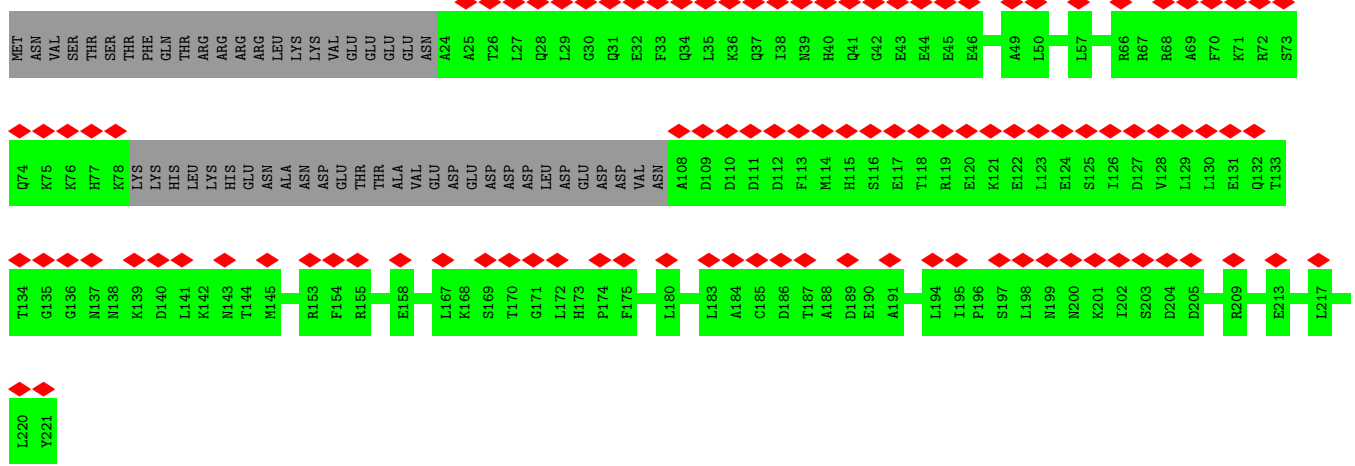 MET ASN VAL SER THR SER THR PHE GLN THR ARG ARG ARG ARG LEU LYS LYS VAL GLU GLU GLU GLU ASN A24 A25 T26 L27 Q28 L29 G30 Q31 E32 F33 Q34 L35 K36 Q37 I38 N39 H40 Q41 G42 E43 E44 E45 E46 A49 L50 L57 R66 R67 R68 A69 F70 K71 R72 S73
Q74 K75 K76 H77 K78 LYS LYS HIS LEU LYS HIS GLU ASN ALA ASN ASP GLU THR THR ALA VAL GLU ASP GLU ASP ASP ASP LEU ASP GLU ASP ASP VAL ASN A108 D109 D110 D111 D112 F113 M114 H115 S116 E117 T118 R119 E120 K121 E122 L123 E124 S125 I126 D127 V128 L129 L130 E131 Q132 T133
T134 G135 G136 N137 N138 K139 D140 L141 K142 N143 T144 M145 R153 F154 R155 E158 L167 K168 S169 T170 G171 L172 H173 P174 F175 L180 L183 A184 C185 D186 T187 A188 D189 E190 A191 L194 I195 P196 S197 L198 N199 N200 K201 I202 S203 D204 D205 R209 E213 L217
L220 Y221